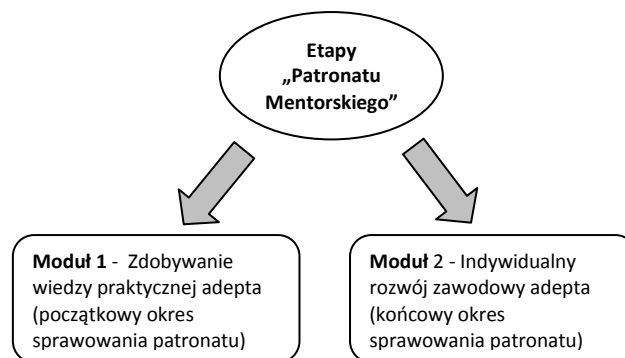 Etapy
„Patronatu
Mentorskiego”
Moduł 1 - Zdobywanie
wiedzy praktycznej adepta
(początkowy okres
sprawowania patronatu)
Moduł 2 - Indywidualny
rozwój zawodowy adepta
(końcowy okres
sprawowania patronatu)